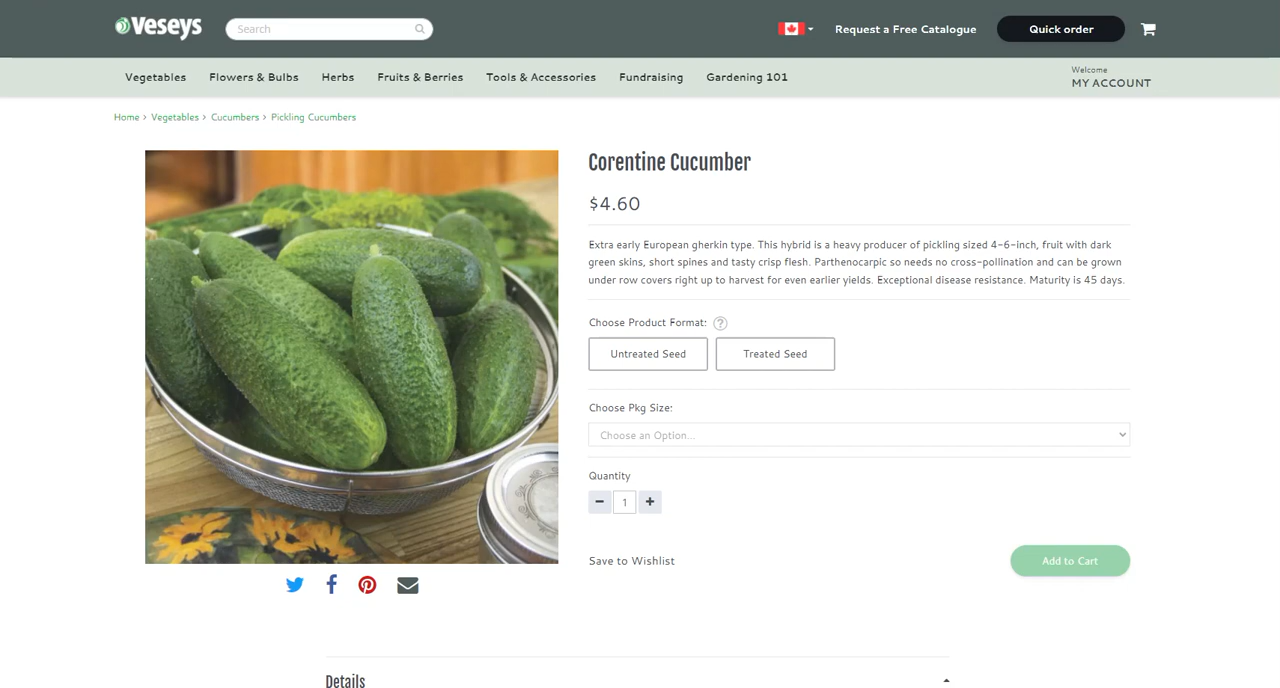 Veseys
Search
Request a Free Catalogue
Quick order
Vegetables
Flowers & Bulbs
Herbs
Fruits & Berries
Tools & Accessories
Fundraising
Gardening 101
Welcome
MY ACCOUNT
Home > Vegetables > Cucumbers > Pickling Cucumbers
Corentine Cucumber
$4.60
Extra early European gherkin type. This hybrid is a heavy producer of pickling sized 4-6-inch, fruit with dark
green skins, short spines and tasty crisp flesh. Parthenocarpic so needs no cross-pollination and can be grown
under row covers right up to harvest for even earlier yields. Exceptional disease resistance. Maturity is 45 days.
Choose Product Format: ?
Untreated Seed
Treated Seed
Choose Pkg Size:
Choose an Option...
Quantity
- 1 +
Save to Wishlist
Add to Cart
Details